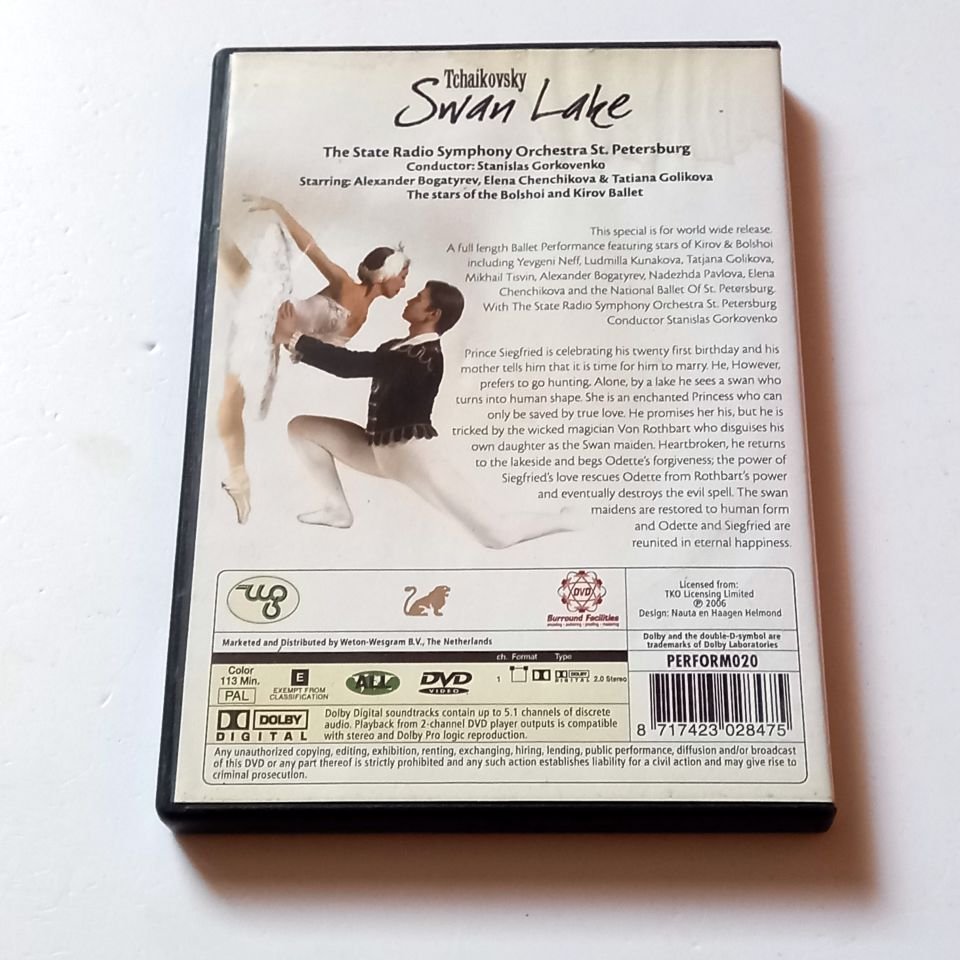 Tchaikovsky
Swan Lake
The State Radio Symphony Orchestra St. Petersburg
Conductor: Stanislas Gorkovenko
Starring: Alexander Bogatyrev, Elena Chenchikova & Tatiana Golikova
The stars of the Bolshoi and Kirov Ballet
This special is for world wide release.
A full length Ballet Performance featuring stars of Kirov & Bolshoi
including Yevgeni Neff, Ludmilla Kunakova, Tatjana Golikova,
Mikhail Tisvin, Alexander Bogatyrev, Nadezhda Pavlova, Elena
Chenchikova and the National Ballet Of St. Petersburg.
With The State Radio Symphony Orchestra St. Petersburg
Conductor Stanislas Gorkovenko
Prince Siegfried is celebrating his twenty first birthday and his
mother tells him that it is time for him to marry. He, However,
prefers to go hunting. Alone, by a lake he sees a swan who
turns into human shape. She is an enchanted Princess who can
only be saved by true love. He promises her his, but he is
tricked by the wicked magician Von Rothbart who disguises his
own daughter as the Swan maiden. Heartbroken, he returns
to the lakeside and begs Odette's forgiveness; the power of
Siegfried's love rescues Odette from Rothbart's power
and eventually destroys the evil spell. The swan
maidens are restored to human form
and Odette and Siegfried are
reunited in eternal happiness.
DVD
Surround Facilities
Licensed from:
TKO Licensing Limited
℗ 2006
Design: Nauta en Haagen Helmond
Marketed and Distributed by Weton-Wesgram B.V., The Netherlands
Dolby and the double-D-symbol are
trademarks of Dolby Laboratories
ch. Format Type
PERFORM020
Color
113 Min.
PAL
E
EXEMPT FROM
CLASSIFICATION
ALL
DVD
VIDEO
1
DOLBY
DIGITAL 2.0 Stereo
DOLBY
DIGITAL
Dolby Digital soundtracks contain up to 5.1 channels of discrete
audio. Playback from 2-channel DVD player outputs is compatible
with stereo and Dolby Pro logic reproduction.
8 717423 028475
Any unauthorized copying, editing, exhibition, renting, exchanging, hiring, lending, public performance, diffusion and/or broadcast
of this DVD or any part thereof is strictly prohibited and any such action establishes liability for a civil action and may give rise to
criminal prosecution.